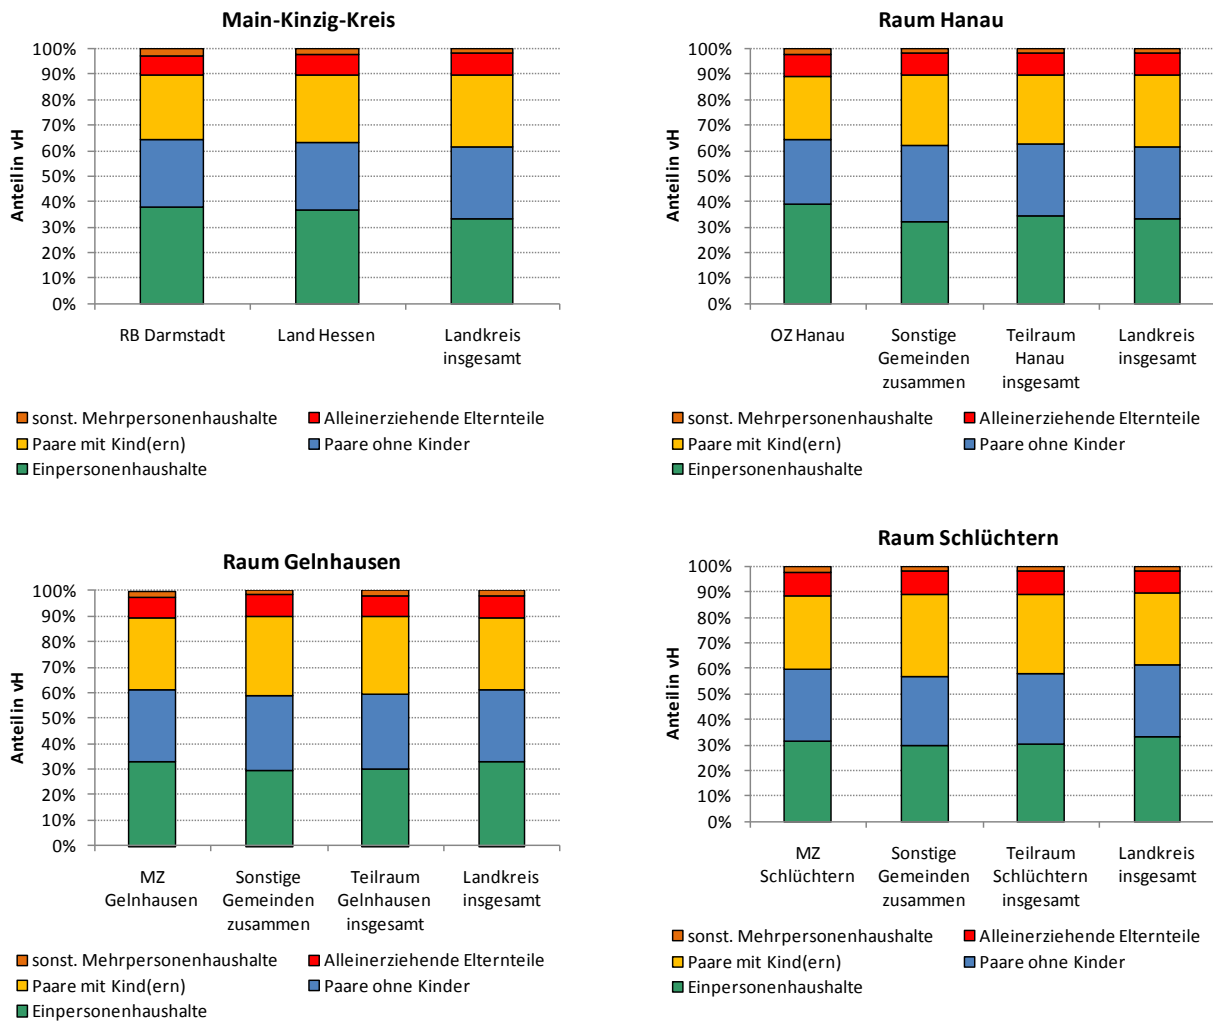 Main-Kinzig-Kreis
Anteil in vH
100%
90%
80%
70%
60%
50%
40%
30%
20%
10%
0%
RB Darmstadt
Land Hessen
Landkreis
insgesamt
sonst. Mehrpersonenhaushalte
Alleinerziehende Elternteile
Paare mit Kind(ern)
Paare ohne Kinder
Einpersonenhaushalte
Raum Hanau
Anteil in vH
100%
90%
80%
70%
60%
50%
40%
30%
20%
10%
0%
OZ Hanau
Sonstige
Gemeinden
zusammen
Teilraum
Hanau
insgesamt
Landkreis
insgesamt
sonst. Mehrpersonenhaushalte
Alleinerziehende Elternteile
Paare mit Kind(ern)
Paare ohne Kinder
Einpersonenhaushalte
Raum Gelnhausen
Anteil in vH
100%
90%
80%
70%
60%
50%
40%
30%
20%
10%
0%
MZ
Gelnhausen
Sonstige
Gemeinden
zusammen
Teilraum
Gelnhausen
insgesamt
Landkreis
insgesamt
sonst. Mehrpersonenhaushalte
Alleinerziehende Elternteile
Paare mit Kind(ern)
Paare ohne Kinder
Einpersonenhaushalte
Raum Schlüchtern
Anteil in vH
100%
90%
80%
70%
60%
50%
40%
30%
20%
10%
0%
MZ
Schlüchtern
Sonstige
Gemeinden
zusammen
Teilraum
Schlüchtern
insgesamt
Landkreis
insgesamt
sonst. Mehrpersonenhaushalte
Alleinerziehende Elternteile
Paare mit Kind(ern)
Paare ohne Kinder
Einpersonenhaushalte